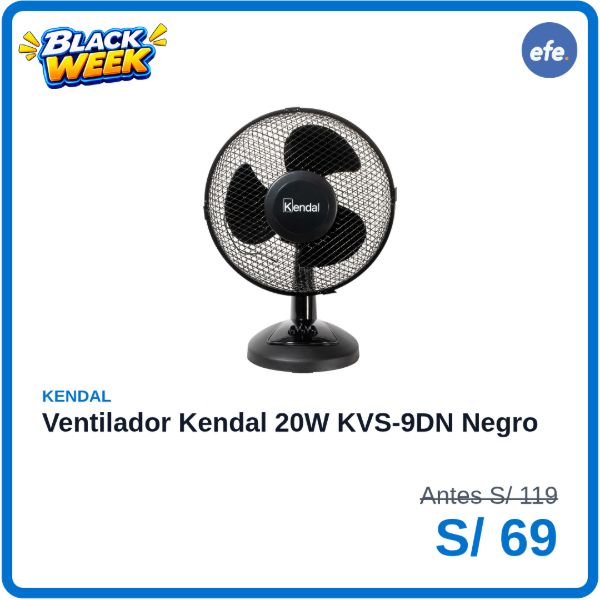 BLACK
WEEK
efe.
Kendal
KENDAL
Ventilador Kendal 20W KVS-9DN Negro
Antes S/ 119
S/ 69